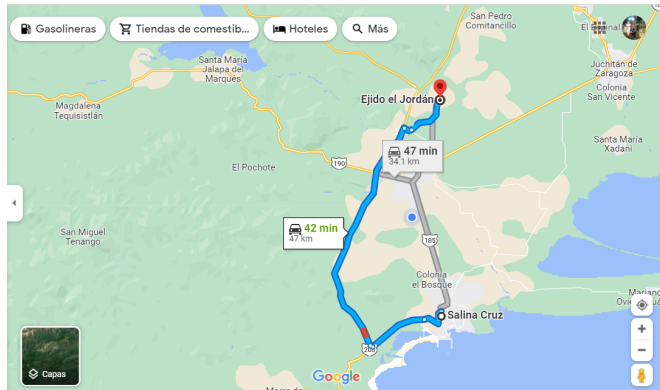 Gasolineras
Tiendas de comestib...
Hoteles
Más
San Pedro
Comitancillo
Santa María
Jalapa del
Marqués
Juchitán de
Zaragoza
Colonia
San Vicente
Ejido el Jordán
Magdalena
Tequisistlán
Santa María
Xadani
47 min
34.1 km
190
El Pochote
42 min
47 km
San Miguel
Tenango
185
Colonia
el Bosque
Salina Cruz
200
Capas
Google